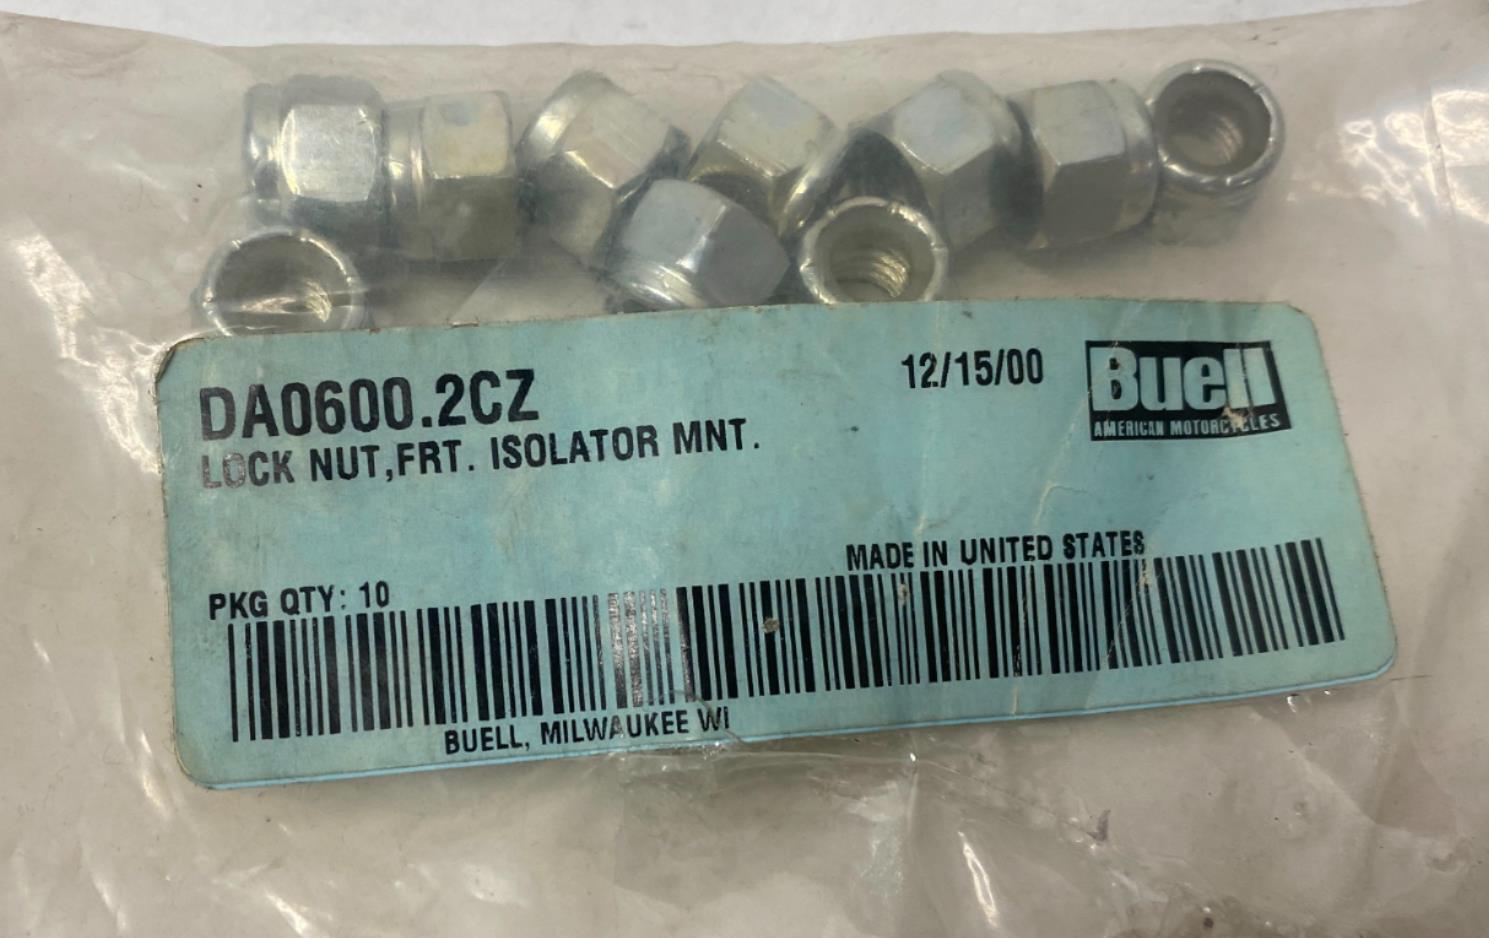 DA0600.2CZ
12/15/00
Buell
AMERICAN MOTORCYCLES
LOCK NUT,FRT. ISOLATOR MNT.
MADE IN UNITED STATES
PKG QTY: 10
BUELL, MILWAUKEE WI